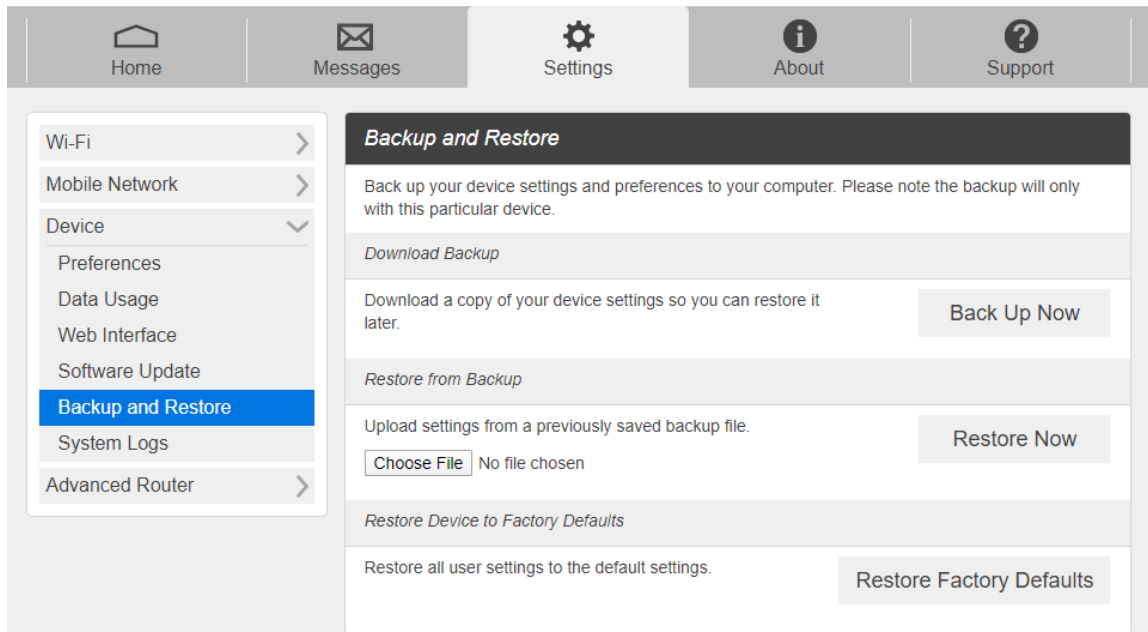 Home
Messages
Settings
About
Support
Wi-Fi
Mobile Network
Device
Preferences
Data Usage
Web Interface
Software Update
Backup and Restore
System Logs
Advanced Router
Backup and Restore
Back up your device settings and preferences to your computer. Please note the backup will only
with this particular device.
Download Backup
Download a copy of your device settings so you can restore it
later.
Back Up Now
Restore from Backup
Upload settings from a previously saved backup file.
Choose File No file chosen
Restore Now
Restore Device to Factory Defaults
Restore all user settings to the default settings.
Restore Factory Defaults